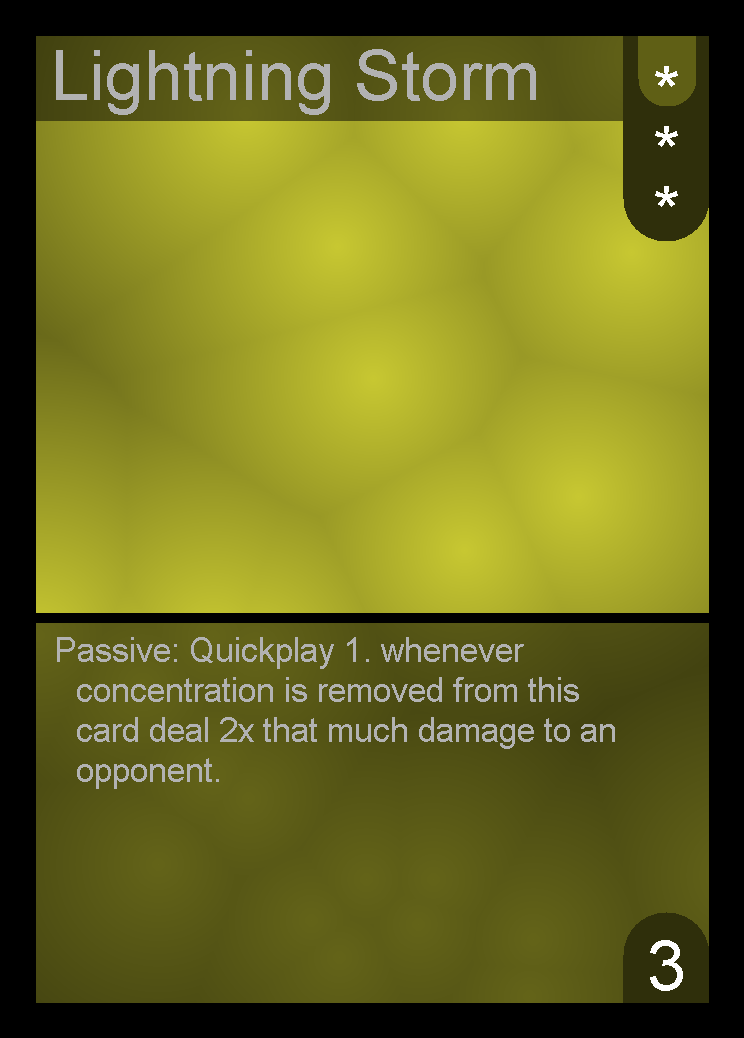 Lightning Storm
*
*
*
Passive: Quickplay 1. whenever
concentration is removed from this
card deal 2x that much damage to an
opponent.
3